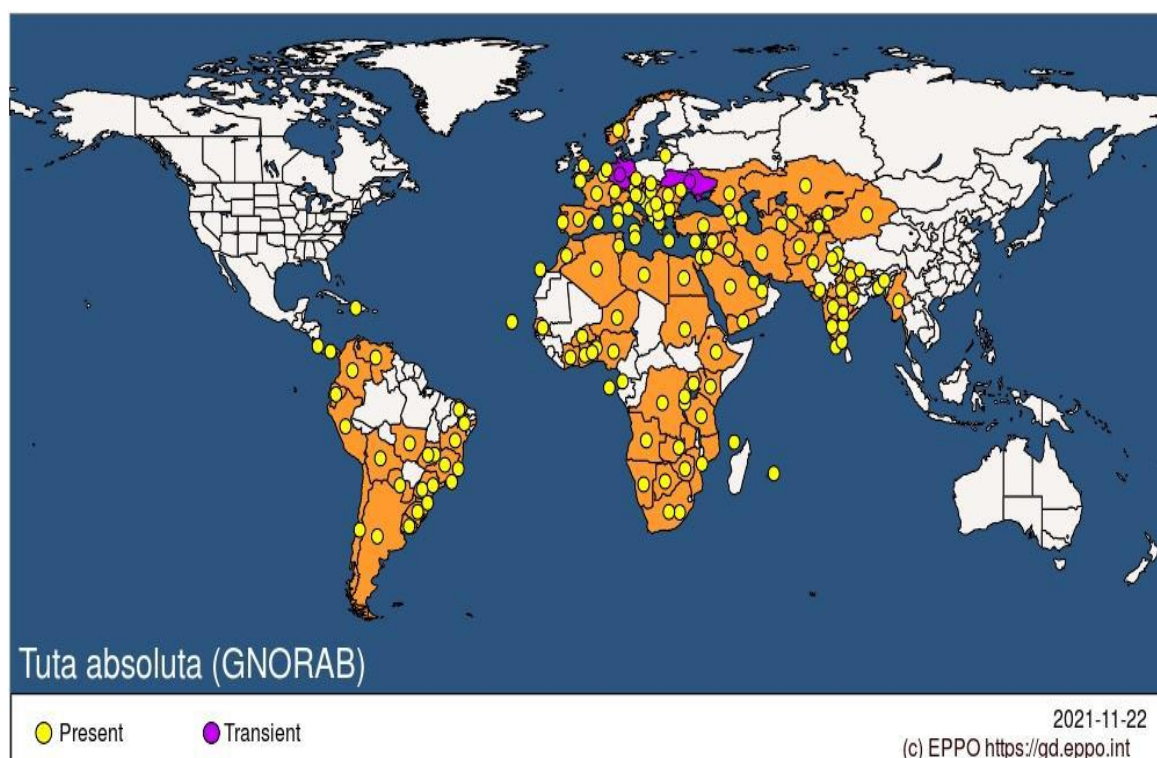 Tuta absoluta (GNORAB)
Present
Transient
2021-11-22
(c) EPPO https://gd.eppo.int